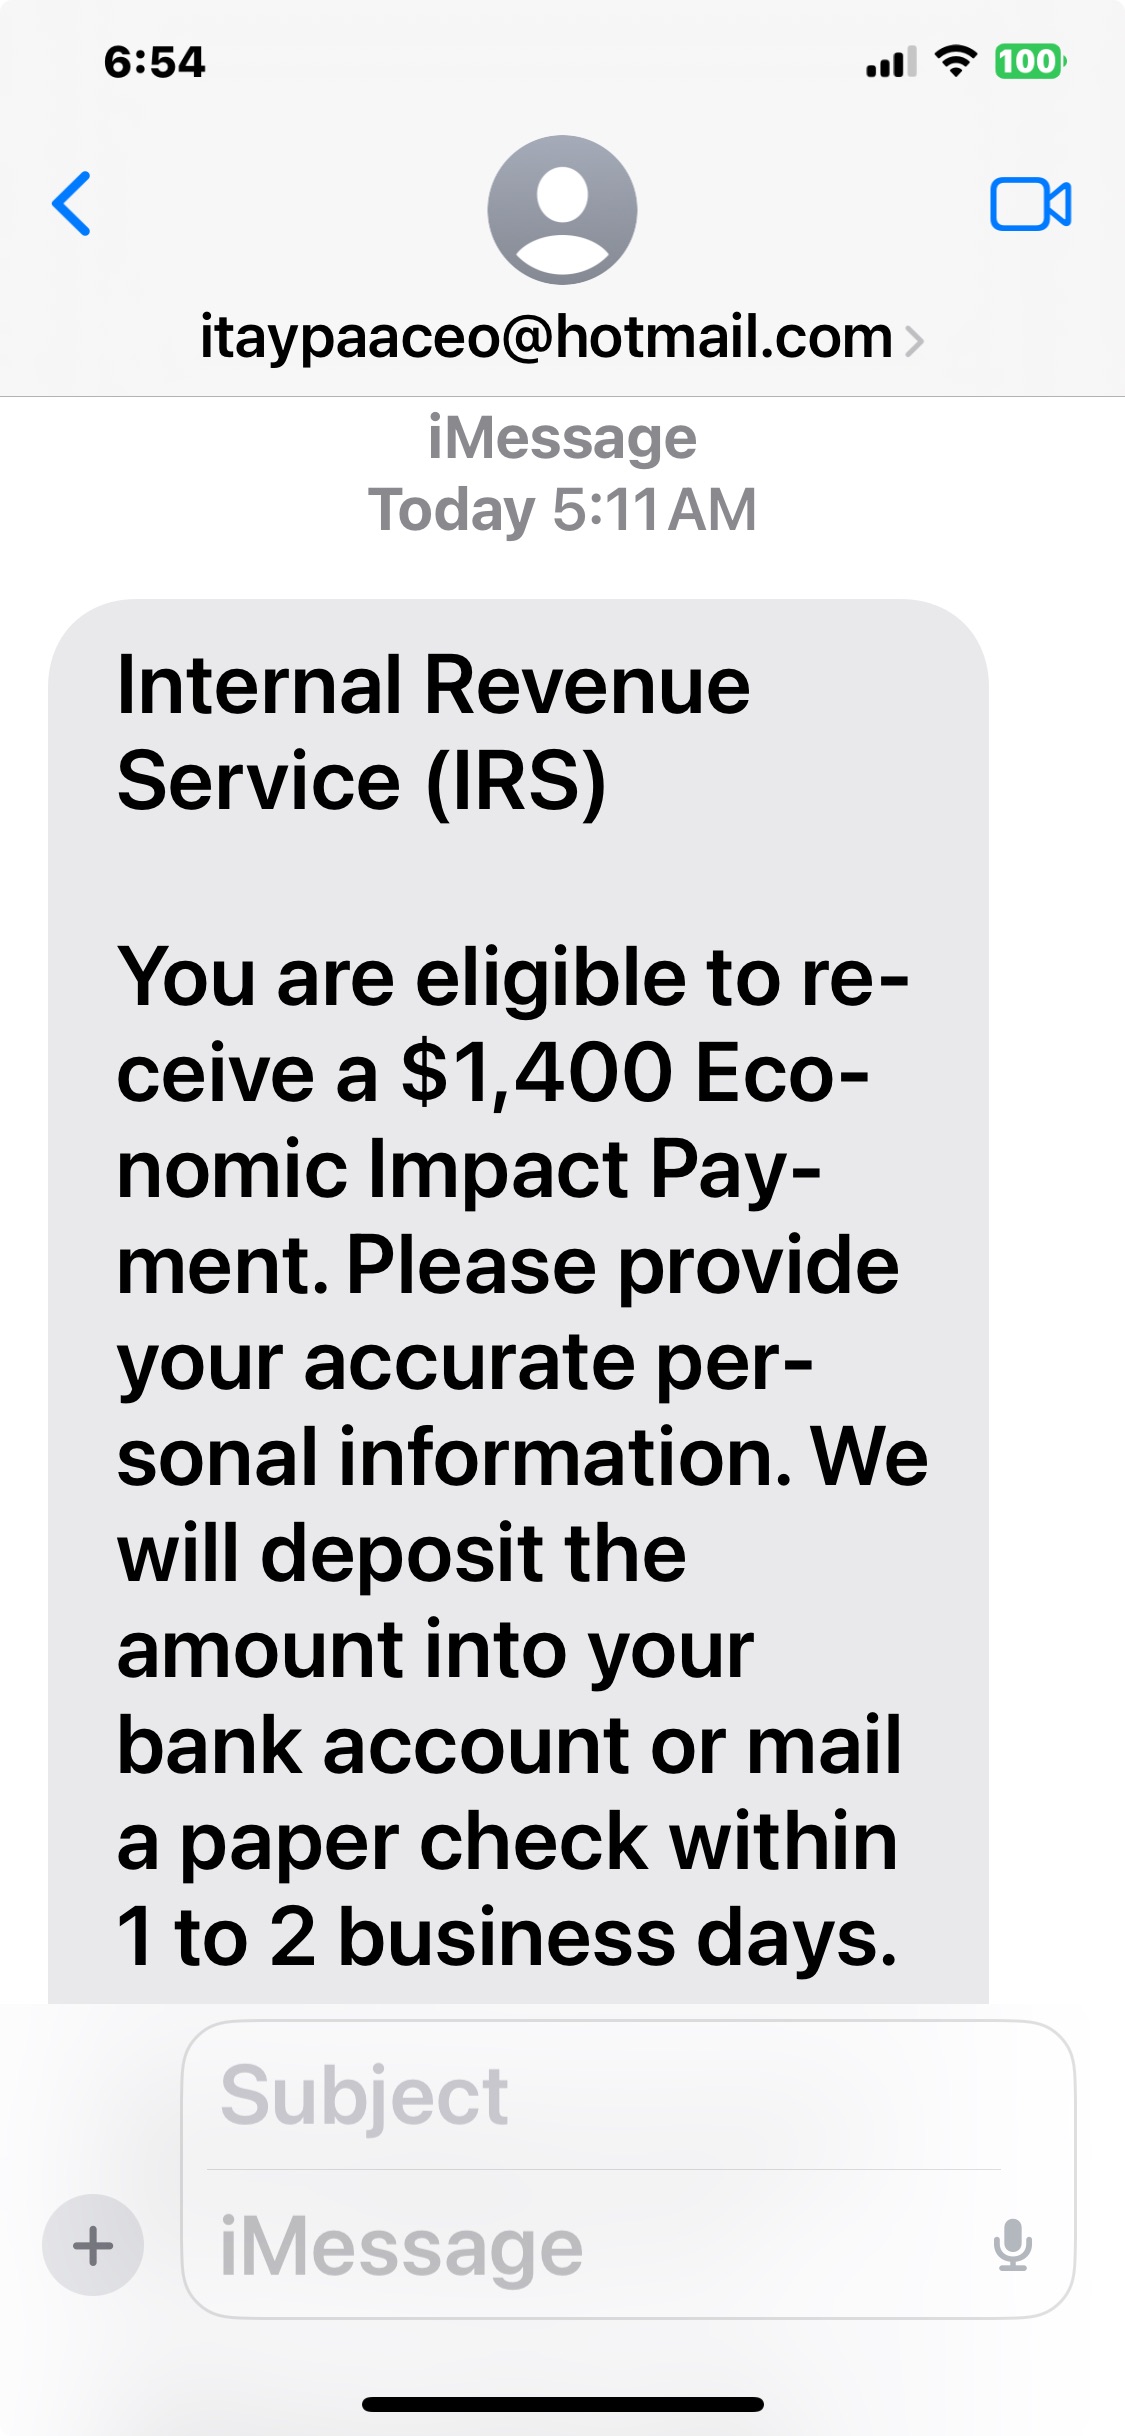 6:54
100
itaypaaceo@hotmail.com
iMessage
Today 5:11 AM
Internal Revenue
Service (IRS)
You are eligible to re-
ceive a $1,400 Eco-
nomic Impact Pay-
ment. Please provide
your accurate per-
sonal information. We
will deposit the
amount into your
bank account or mail
a paper check within
1 to 2 business days.
Subject
iMessage